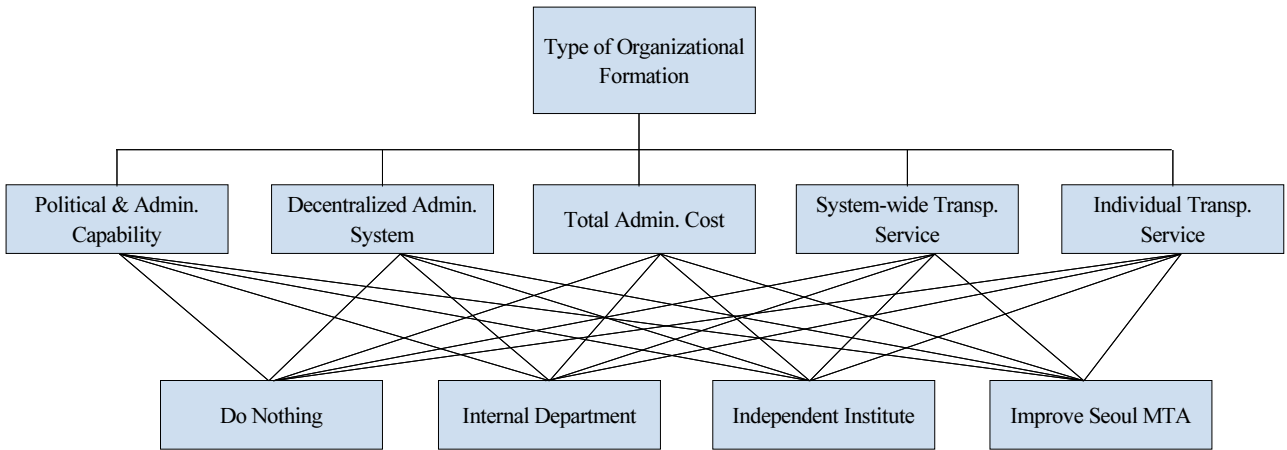 Type of Organizational
Formation
Political & Admin.
Capability
Decentralized Admin.
System
Total Admin. Cost
System-wide Transp.
Service
Individual Transp.
Service
Do Nothing
Internal Department
Independent Institute
Improve Seoul MTA